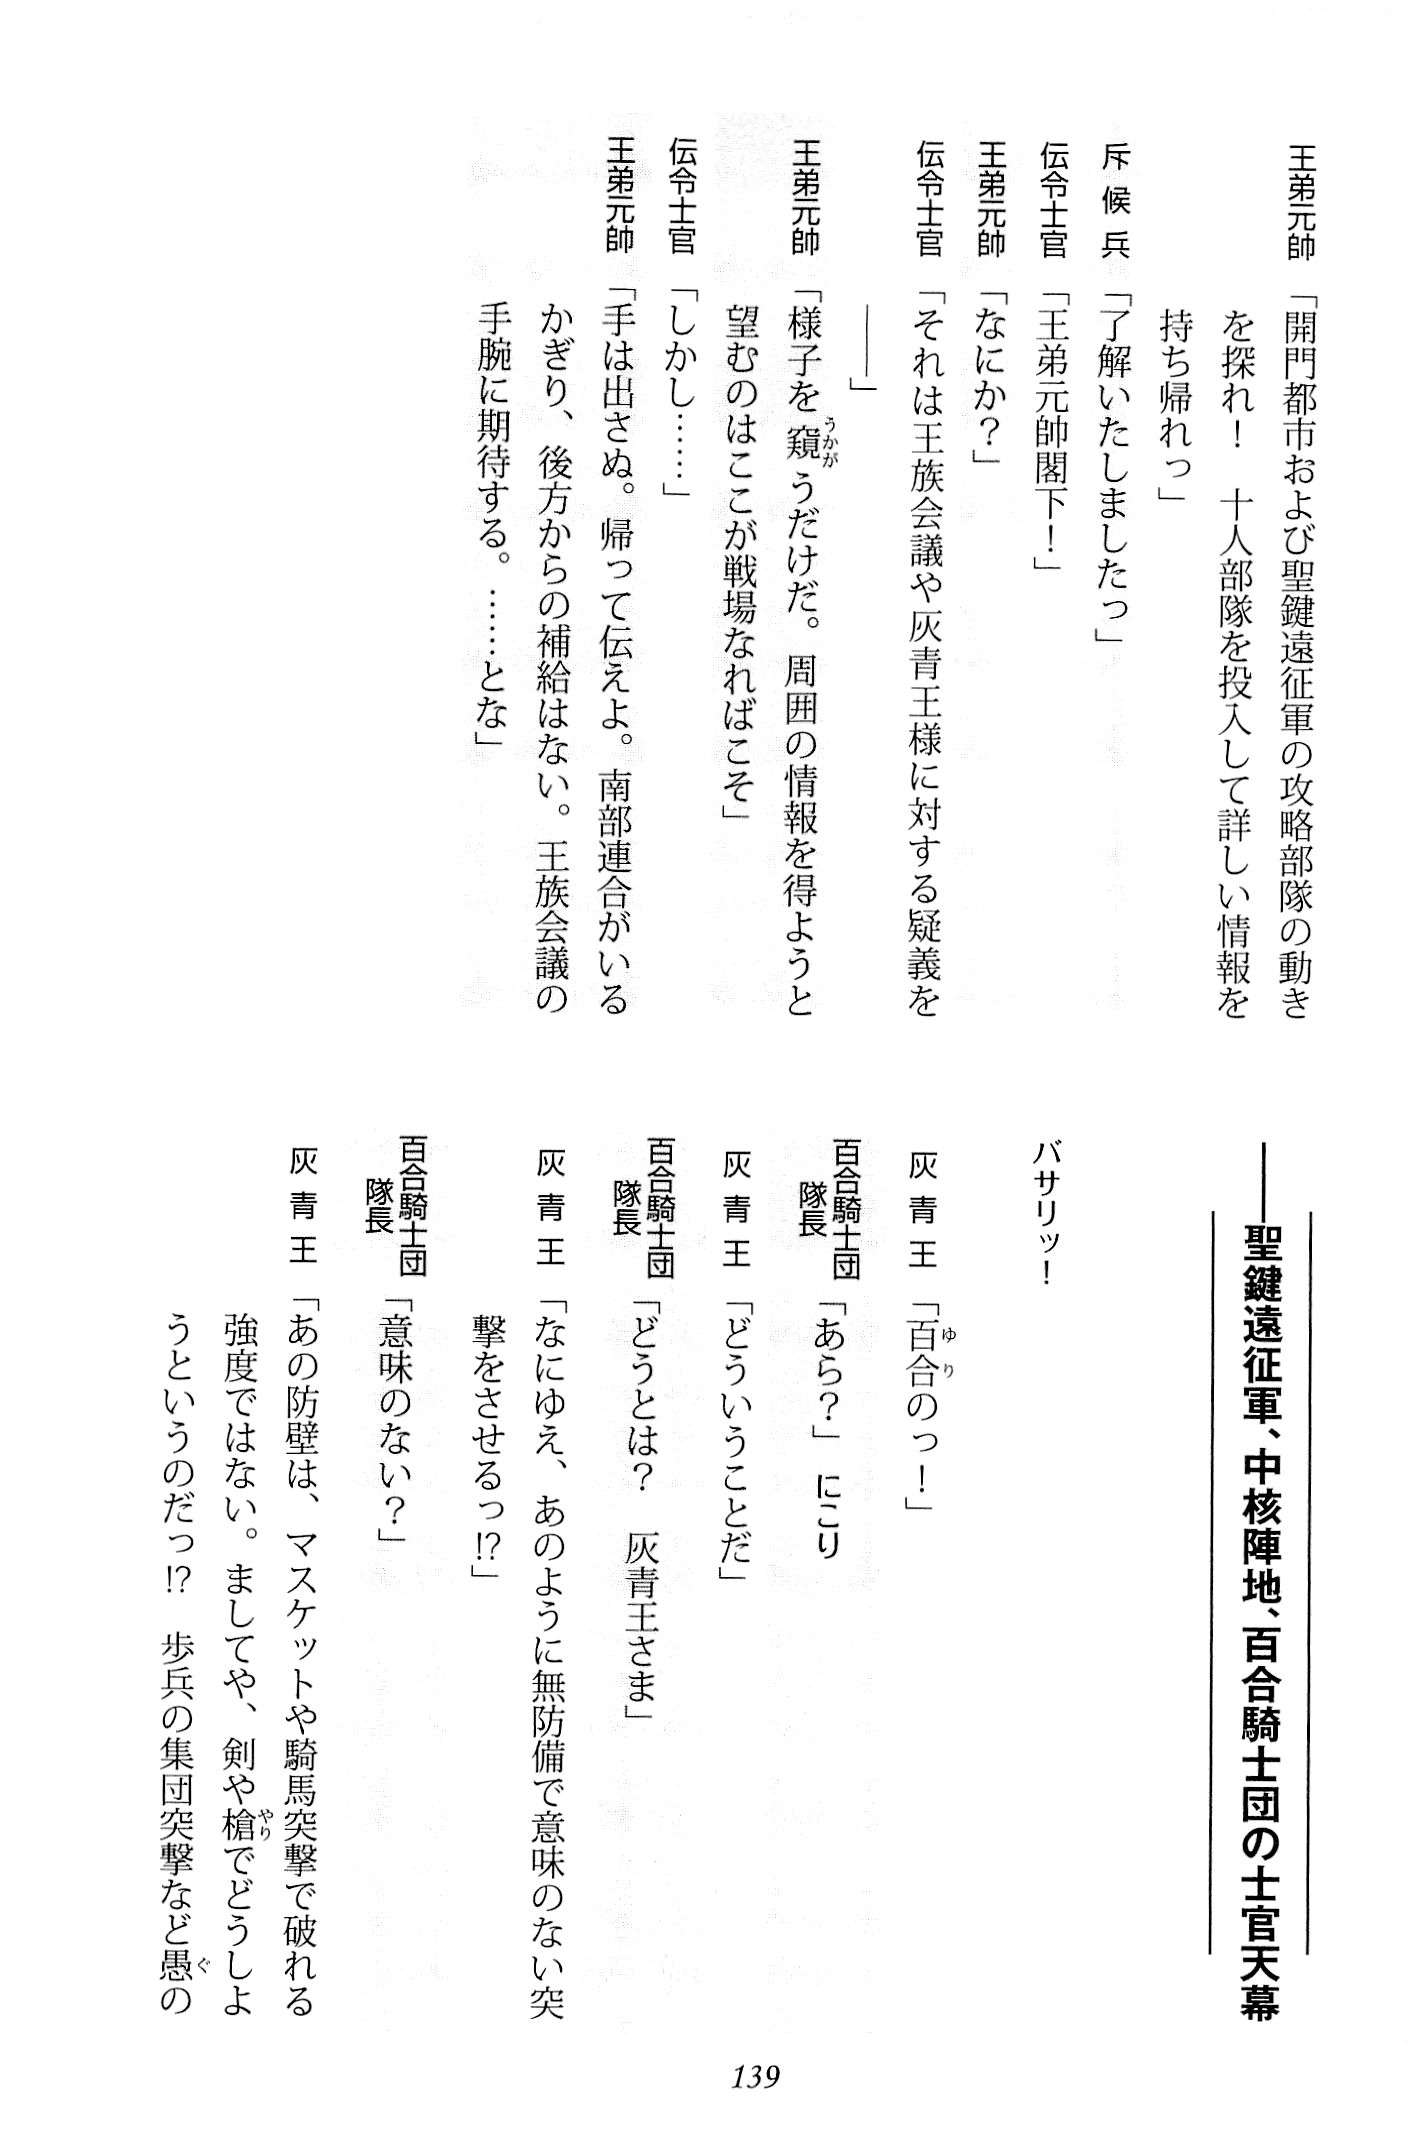 王弟元帥「開門都市および聖鍵遠征軍の攻略部隊の動き
を探れ！　十人部隊を投入して詳しい情報を
持ち帰れっ」
斥候兵「了解いたしましたっ」
伝令士官「王弟元帥閣下！」
王弟元帥「なにか？」
伝令士官「それは王族会議や灰青王様に対する疑義を
――」
王弟元帥「様子を窺うだけだ。周囲の情報を得ようと
望むのはここが戦場なればこそ」
伝令士官「しかし……」
王弟元帥「手は出さぬ。帰って伝えよ。南部連合がいる
かぎり、後方からの補給はない。王族会議の
手腕に期待する。……とな」
――聖鍵遠征軍、中核陣地、百合騎士団の士官天幕
バサリッ！
灰青王「百合のっ！」
百合騎士団隊長「あら？」にこり
灰青王「どういうことだ」
百合騎士団隊長「どうとは？　灰青王さま」
灰青王「なにゆえ、あのように無防備で意味のない突
撃をさせるっ!?」
百合騎士団隊長「意味のない？」
灰青王「あの防壁は、マスケットや騎馬突撃で破れる
強度ではない。ましてや、剣や槍でどうしよ
うというのだっ!?　歩兵の集団突撃など愚の
139